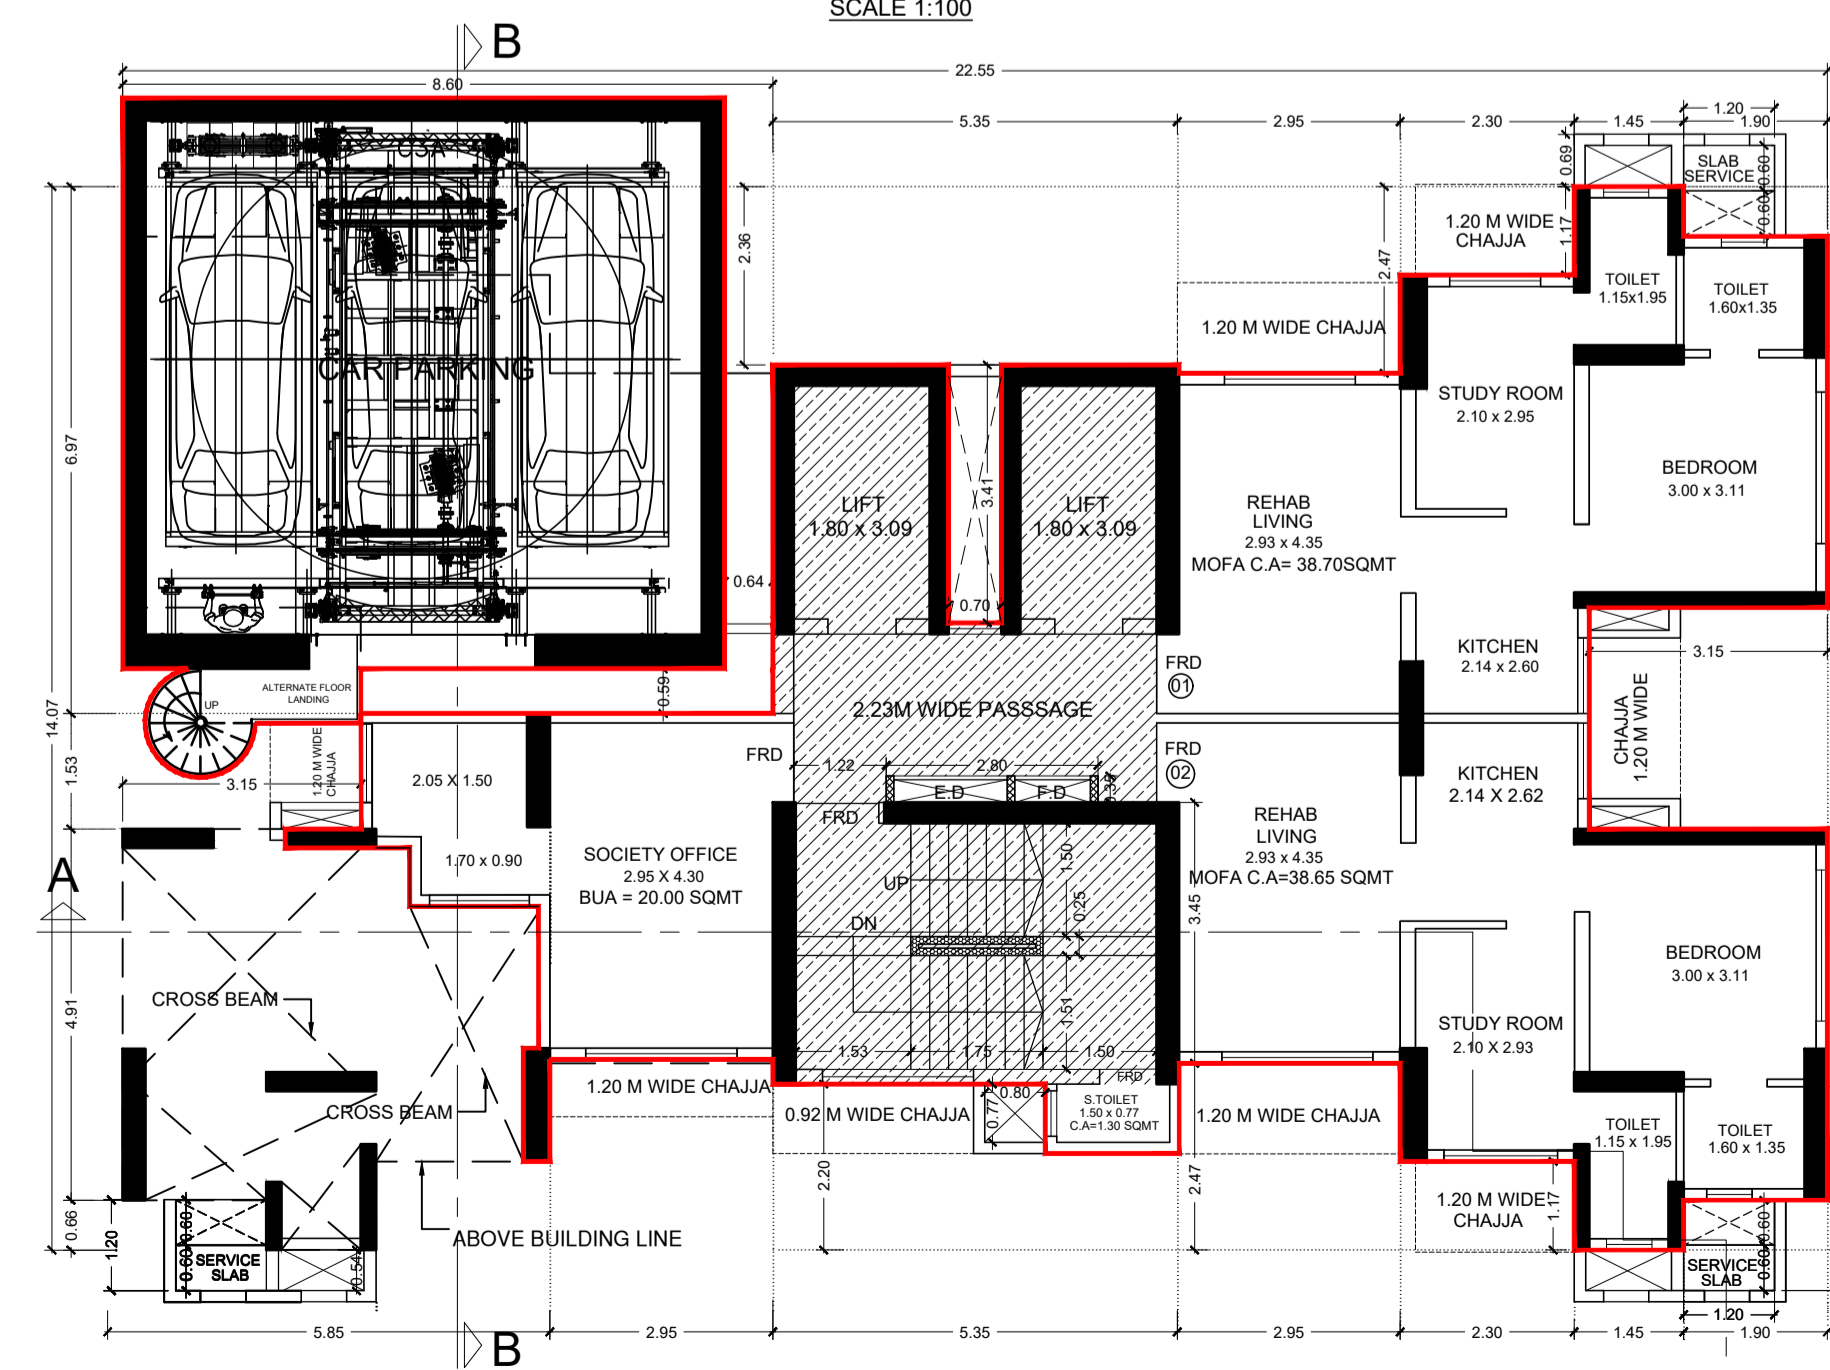 SCALE 1:100
B
22.55
8.60
5.35
2.95
2.30
1.45
1.20
1.90
C3A
0.69
SLAB
SERVICE
0.60
0.60
1.20 M WIDE
CHAJJA
1.17
2.36
2.47
TOILET
1.15x1.95
TOILET
1.60x1.35
1.20 M WIDE CHAJJA
CAR PARKING
STUDY ROOM
2.10 x 2.95
6.97
3.41
BEDROOM
3.00 x 3.11
LIFT
1.80 x 3.09
LIFT
1.80 x 3.09
REHAB
LIVING
2.93 x 4.35
MOFA C.A= 38.70SQMT
0.64
0.70
KITCHEN
2.14 x 2.60
3.15
FRD
01
ALTERNATE FLOOR
LANDING
UP
0.59
14.07
2.23M WIDE PASSSAGE
CHAJJA
1.20 M WIDE
FRD
FRD
02
1.53
3.15
1.20 M WIDE
CHAJJA
2.05 X 1.50
1.22
2.80
0.35
E.D
F.D
KITCHEN
2.14 X 2.62
FRD
REHAB
LIVING
2.93 x 4.35
MOFA C.A=38.65 SQMT
A
1.70 x 0.90
SOCIETY OFFICE
2.95 X 4.30
BUA = 20.00 SQMT
1.50
UP
DN
0.25
3.45
BEDROOM
3.00 x 3.11
4.91
CROSS BEAM
1.51
STUDY ROOM
2.10 X 2.93
1.53
1.75
1.50
FRD
1.20 M WIDE CHAJJA
CROSS BEAM
0.92 M WIDE CHAJJA
0.77
0.80
S.TOILET
1.50 x 0.77
C.A=1.30 SQMT
1.20 M WIDE CHAJJA
TOILET
1.15 x 1.95
TOILET
1.60 x 1.35
2.20
2.47
1.20 M WIDE
CHAJJA
1.17
0.66
1.20
0.60
0.60
SERVICE
SLAB
0.54
ABOVE BUILDING LINE
0.60
0.60
SERVICE
SLAB
1.20
5.85
2.95
5.35
2.95
2.30
1.45
1.90
B